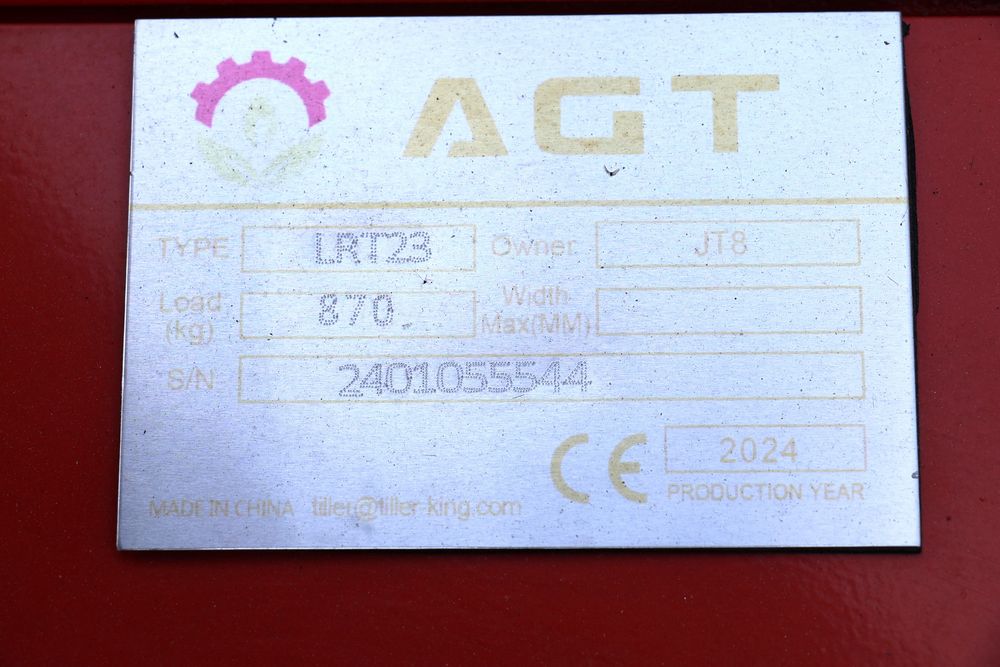 AGT
TYPE LRT23 Owner JT8
Load (kg) 870 Width Max(MM)
S/N 2401055544
CE 2024
PRODUCTION YEAR
MADE IN CHINA tiller@tiller-king.com